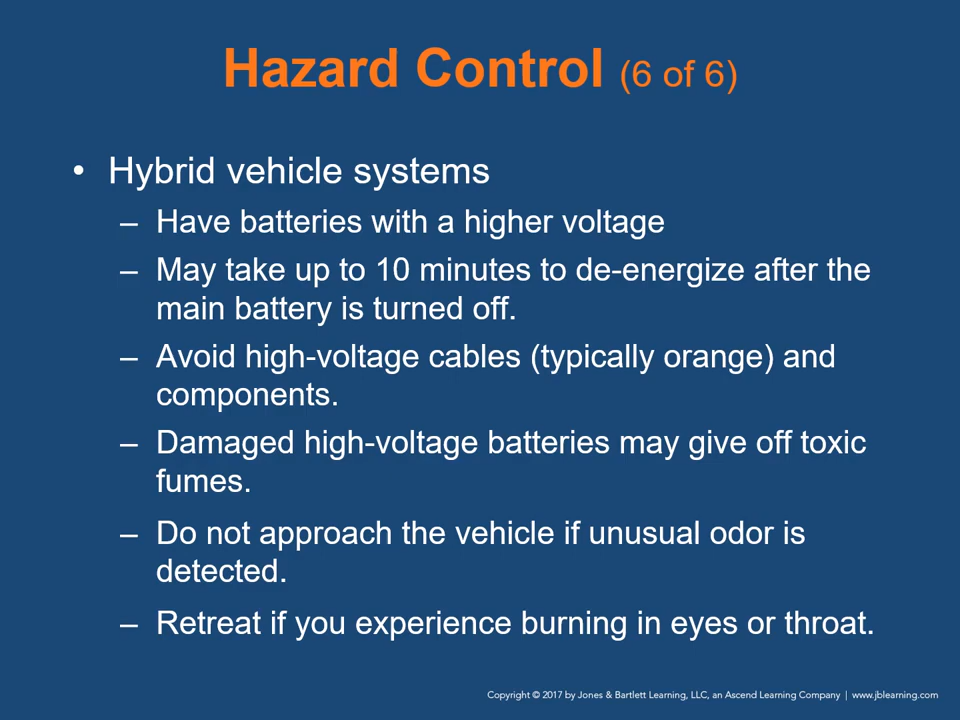 Hazard Control (6 of 6)
• Hybrid vehicle systems
– Have batteries with a higher voltage
– May take up to 10 minutes to de-energize after the
main battery is turned off.
– Avoid high-voltage cables (typically orange) and
components.
– Damaged high-voltage batteries may give off toxic
fumes.
– Do not approach the vehicle if unusual odor is
detected.
– Retreat if you experience burning in eyes or throat.
Copyright © 2017 by Jones & Bartlett Learning, LLC, an Ascend Learning Company | www.jblearning.com